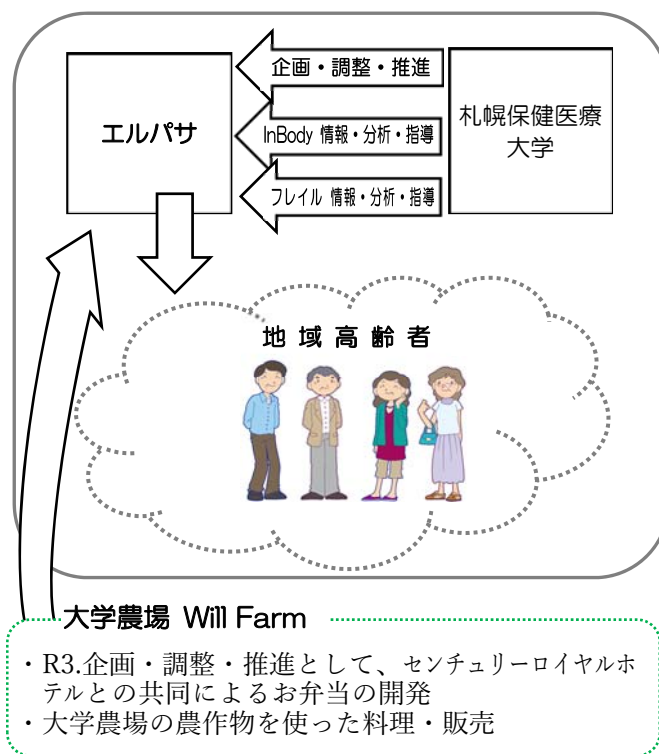 企画・調整・推進
エルパサ
InBody 情報・分析・指導
札幌保健医療
大学
フレイル 情報・分析・指導
地域高齢者
大学農場 Will Farm
・R3.企画・調整・推進として、センチュリーロイヤルホ
テルとの共同によるお弁当の開発
・大学農場の農作物を使った料理・販売